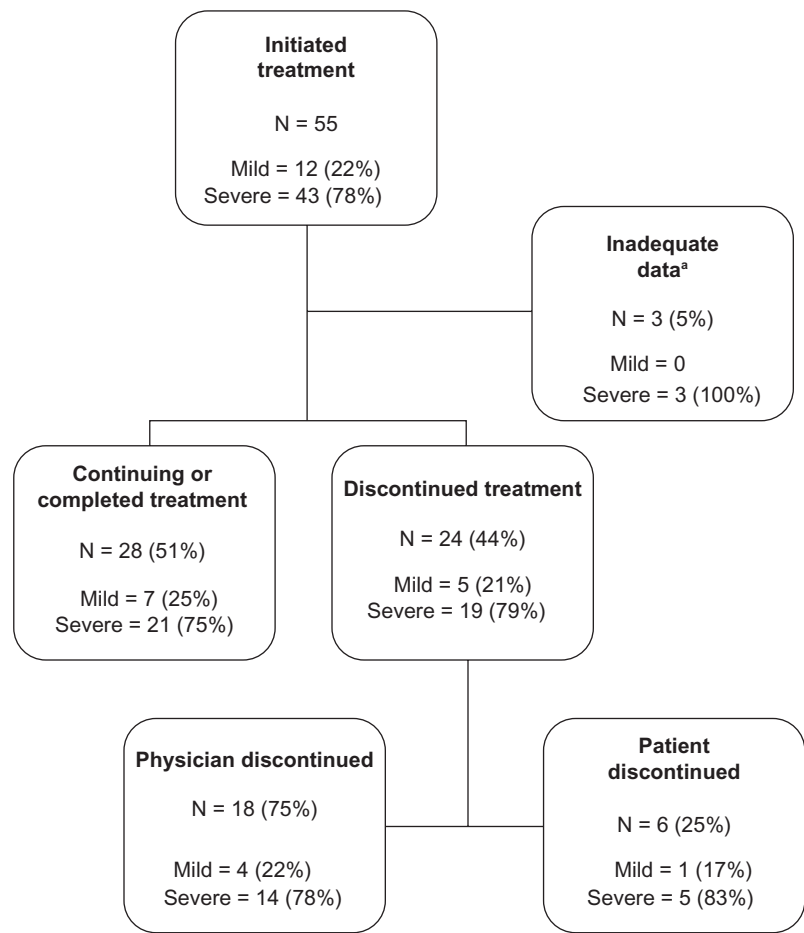 Initiated
treatment
N = 55
Mild = 12 (22%)
Severe = 43 (78%)
Inadequate
dataᵃ
N = 3 (5%)
Mild = 0
Severe = 3 (100%)
Continuing or
completed treatment
N = 28 (51%)
Mild = 7 (25%)
Severe = 21 (75%)
Discontinued treatment
N = 24 (44%)
Mild = 5 (21%)
Severe = 19 (79%)
Physician discontinued
N = 18 (75%)
Mild = 4 (22%)
Severe = 14 (78%)
Patient
discontinued
N = 6 (25%)
Mild = 1 (17%)
Severe = 5 (83%)